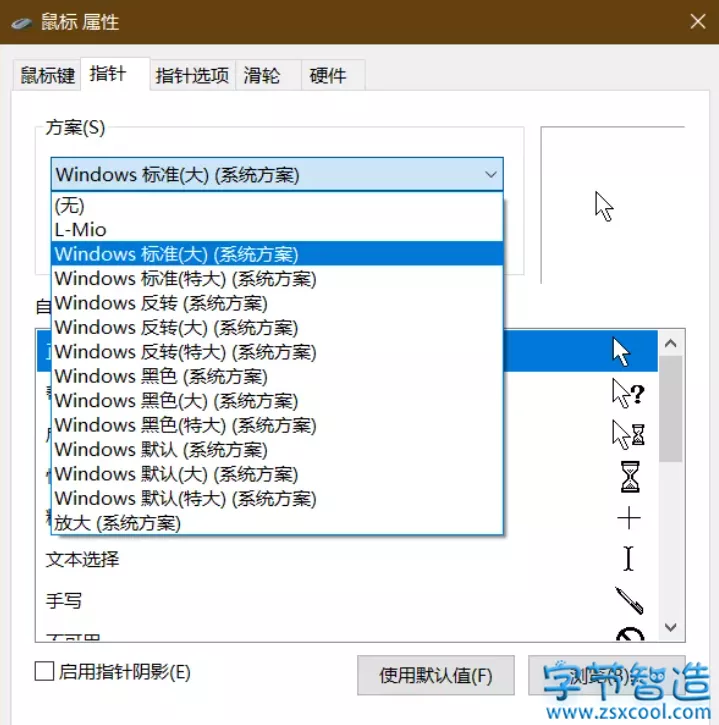 鼠标 属性
鼠标键 指针 指针选项 滑轮 硬件
方案(S)
Windows 标准(大) (系统方案)
(无)
L-Mio
Windows 标准(大) (系统方案)
Windows 标准(特大) (系统方案)
Windows 反转 (系统方案)
Windows 反转(大) (系统方案)
Windows 反转(特大) (系统方案)
Windows 黑色 (系统方案)
Windows 黑色(大) (系统方案)
Windows 黑色(特大) (系统方案)
Windows 默认 (系统方案)
Windows 默认(大) (系统方案)
Windows 默认(特大) (系统方案)
放大 (系统方案)
自
文本选择
手写
不可用
启用指针阴影(E)
使用默认值(F)
浏览(B)...
字节智造
www.zsxcool.com